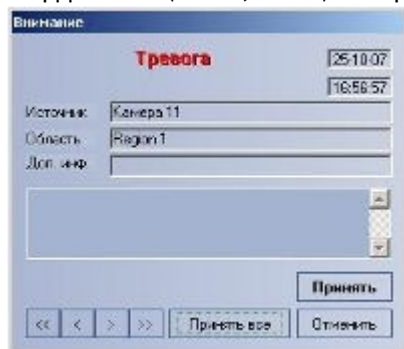 Внимание
Тревога
25-10-07
16:56:57
Источник Камера 11
Область Region 1
Доп. инф.
Принять
<< < > >> Принять все Отменить